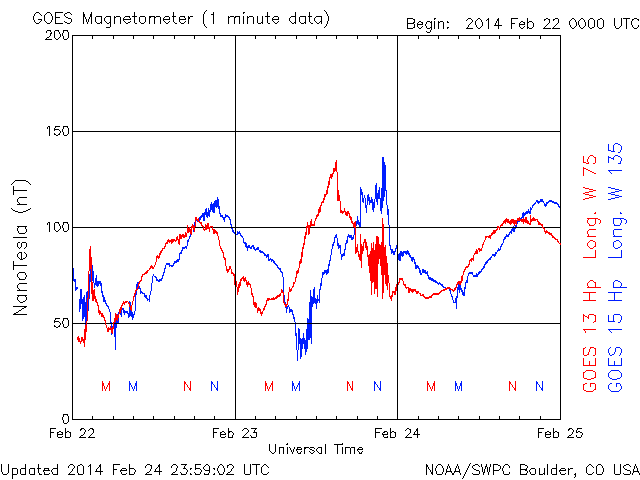 GOES Magnetometer (1 minute data)
Begin: 2014 Feb 22 0000 UTC
200
150
100
50
0
NanoTesla (nT)
M M N N M M N N M M N N
Feb 22 Feb 23 Feb 24 Feb 25
Universal Time
GOES 13 Hp Long. W 75
GOES 15 Hp Long. W 135
Updated 2014 Feb 24 23:59:02 UTC
NOAA/SWPC Boulder, CO USA